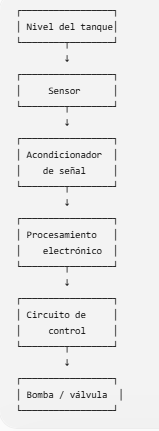 Nivel del tanque
Sensor
Acondicionador
de señal
Procesamiento
electrónico
Circuito de
control
Bomba / válvula